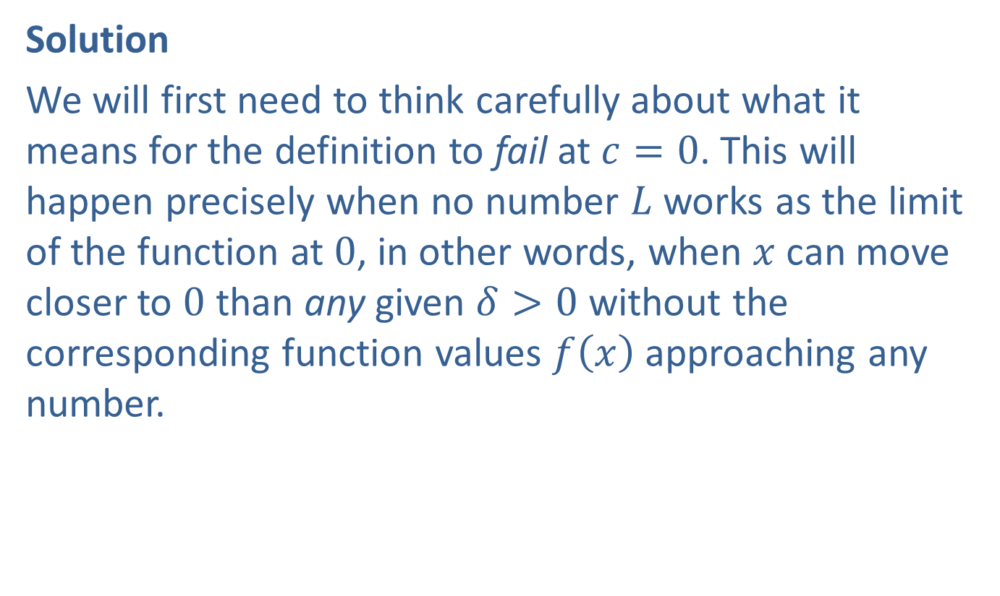 Solution
We will first need to think carefully about what it
means for the definition to fail at c = 0. This will
happen precisely when no number L works as the limit
of the function at 0, in other words, when x can move
closer to 0 than any given δ > 0 without the
corresponding function values f(x) approaching any
number.